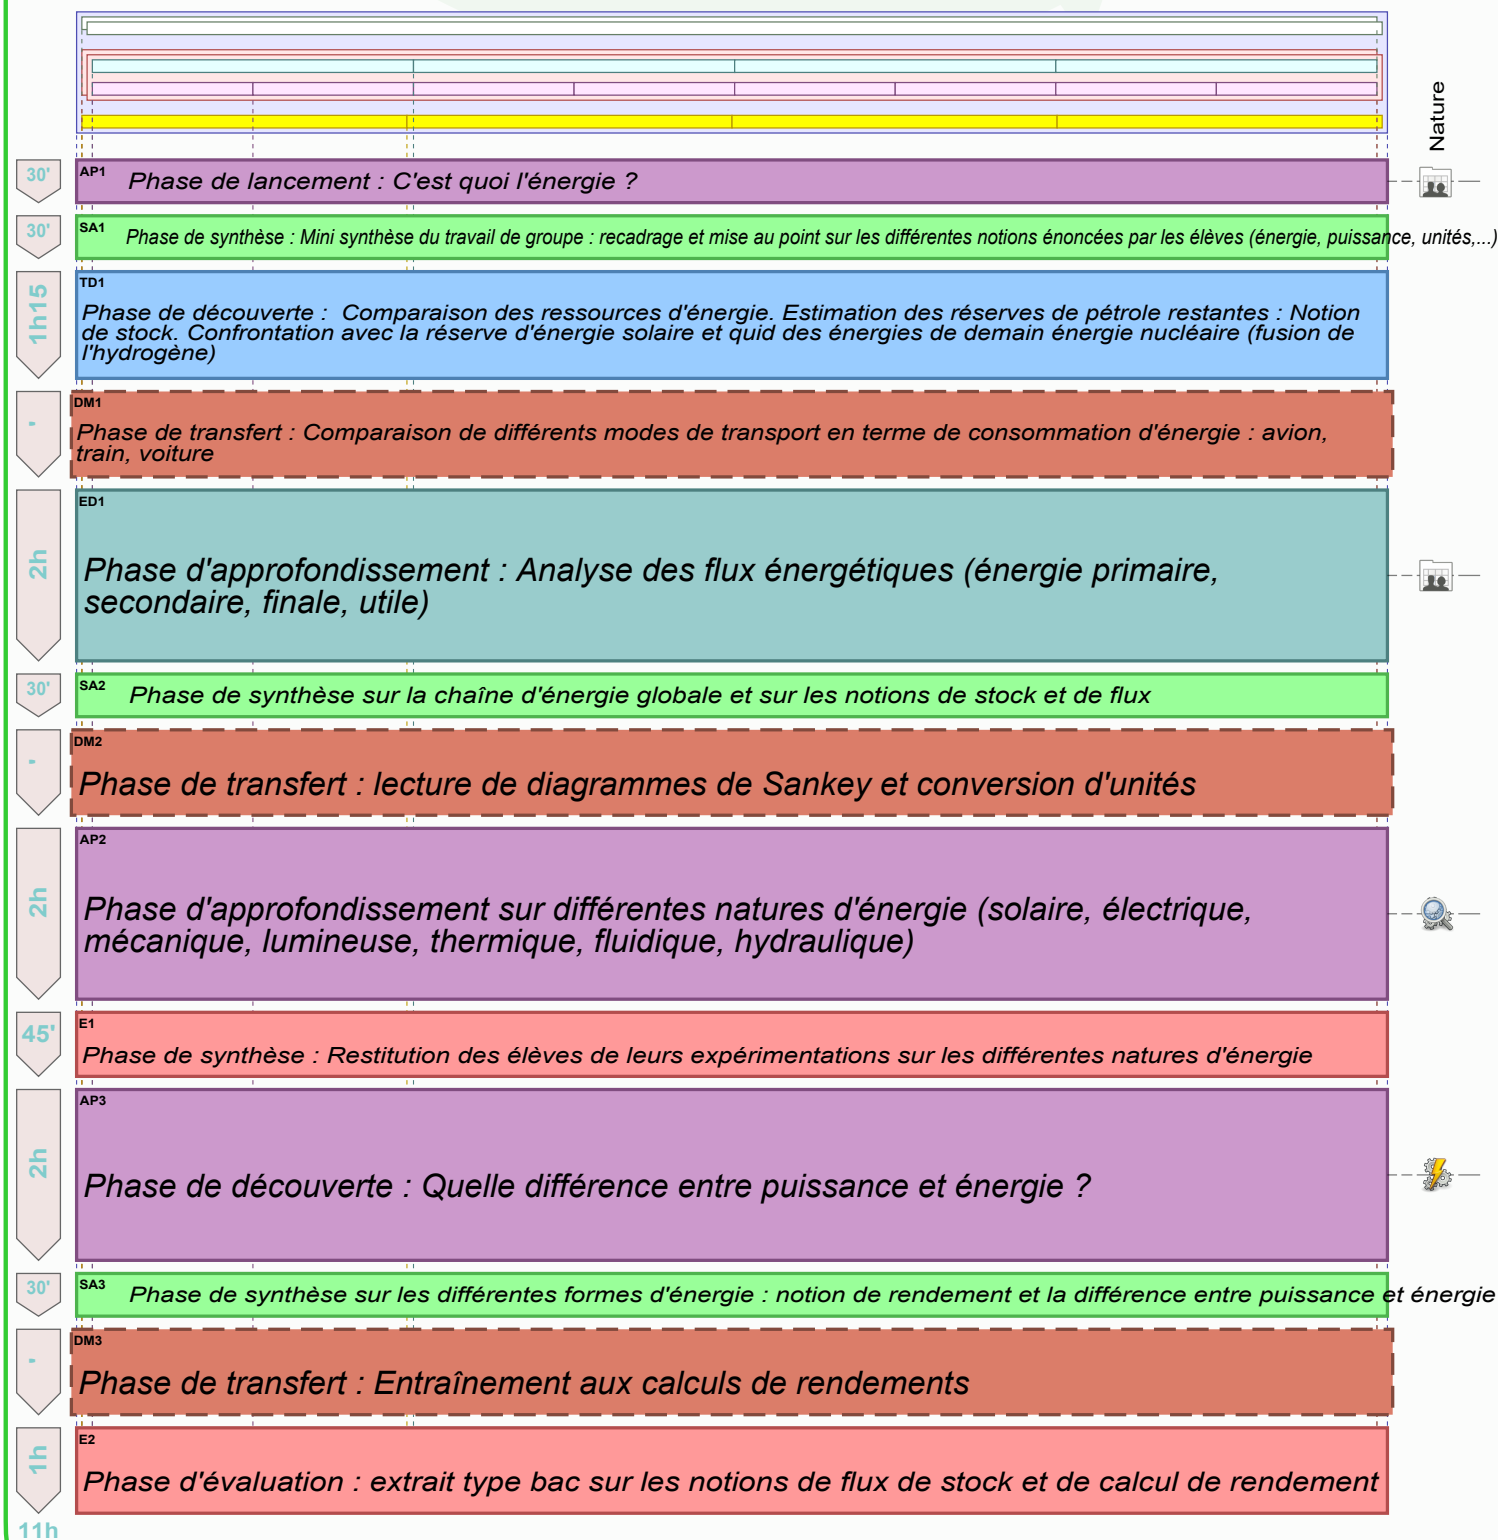 Nature
30'
AP1
Phase de lancement : C'est quoi l'énergie ?
30'
SA1
Phase de synthèse : Mini synthèse du travail de groupe : recadrage et mise au point sur les différentes notions énoncées par les élèves (énergie, puissance, unités,...)
1h15
TD1
Phase de découverte :  Comparaison des ressources d'énergie. Estimation des réserves de pétrole restantes : Notion
de stock. Confrontation avec la réserve d'énergie solaire et quid des énergies de demain énergie nucléaire (fusion de
l'hydrogène)
'
DM1
Phase de transfert : Comparaison de différents modes de transport en terme de consommation d'énergie : avion,
train, voiture
2h
ED1
Phase d'approfondissement : Analyse des flux énergétiques (énergie primaire,
secondaire, finale, utile)
30'
SA2
Phase de synthèse sur la chaîne d'énergie globale et sur les notions de stock et de flux
'
DM2
Phase de transfert : lecture de diagrammes de Sankey et conversion d'unités
2h
AP2
Phase d'approfondissement sur différentes natures d'énergie (solaire, électrique,
mécanique, lumineuse, thermique, fluidique, hydraulique)
45'
E1
Phase de synthèse : Restitution des élèves de leurs expérimentations sur les différentes natures d'énergie
2h
AP3
Phase de découverte : Quelle différence entre puissance et énergie ?
30'
SA3
Phase de synthèse sur les différentes formes d'énergie : notion de rendement et la différence entre puissance et énergie
'
DM3
Phase de transfert : Entraînement aux calculs de rendements
1h
E2
Phase d'évaluation : extrait type bac sur les notions de flux de stock et de calcul de rendement
11h